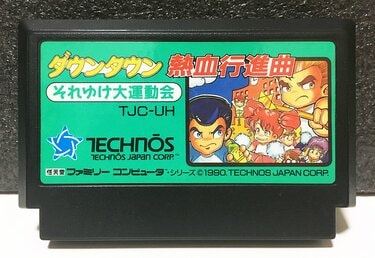 ダウンタウン 熱血行進曲
それゆけ大運動会
TJC-UH
TECHNŌS
TECHNOS JAPAN CORP.
任天堂 ファミリー コンピュータ・シリーズ ©1990.TECHNOS JAPAN CORP.